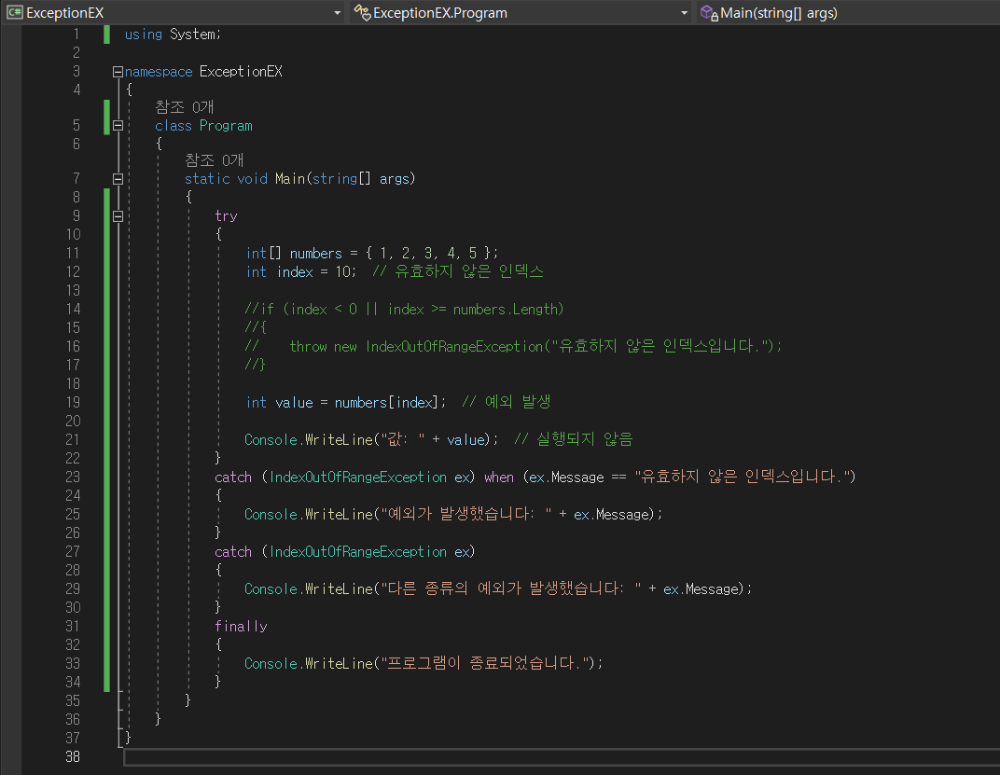 C# ExceptionEX ExceptionEX.Program Main(string[] args)
1 using System;
2
3 namespace ExceptionEX
4 {
참조 0개
5 class Program
6 {
참조 0개
7 static void Main(string[] args)
8 {
9 try
10 {
11 int[] numbers = { 1, 2, 3, 4, 5 };
12 int index = 10; // 유효하지 않은 인덱스
13
14 //if (index < 0 || index >= numbers.Length)
15 //{
16 // throw new IndexOutOfRangeException("유효하지 않은 인덱스입니다.");
17 //}
18
19 int value = numbers[index]; // 예외 발생
20
21 Console.WriteLine("값: " + value); // 실행되지 않음
22 }
23 catch (IndexOutOfRangeException ex) when (ex.Message == "유효하지 않은 인덱스입니다.")
24 {
25 Console.WriteLine("예외가 발생했습니다: " + ex.Message);
26 }
27 catch (IndexOutOfRangeException ex)
28 {
29 Console.WriteLine("다른 종류의 예외가 발생했습니다: " + ex.Message);
30 }
31 finally
32 {
33 Console.WriteLine("프로그램이 종료되었습니다.");
34 }
35 }
36 }
37 }
38